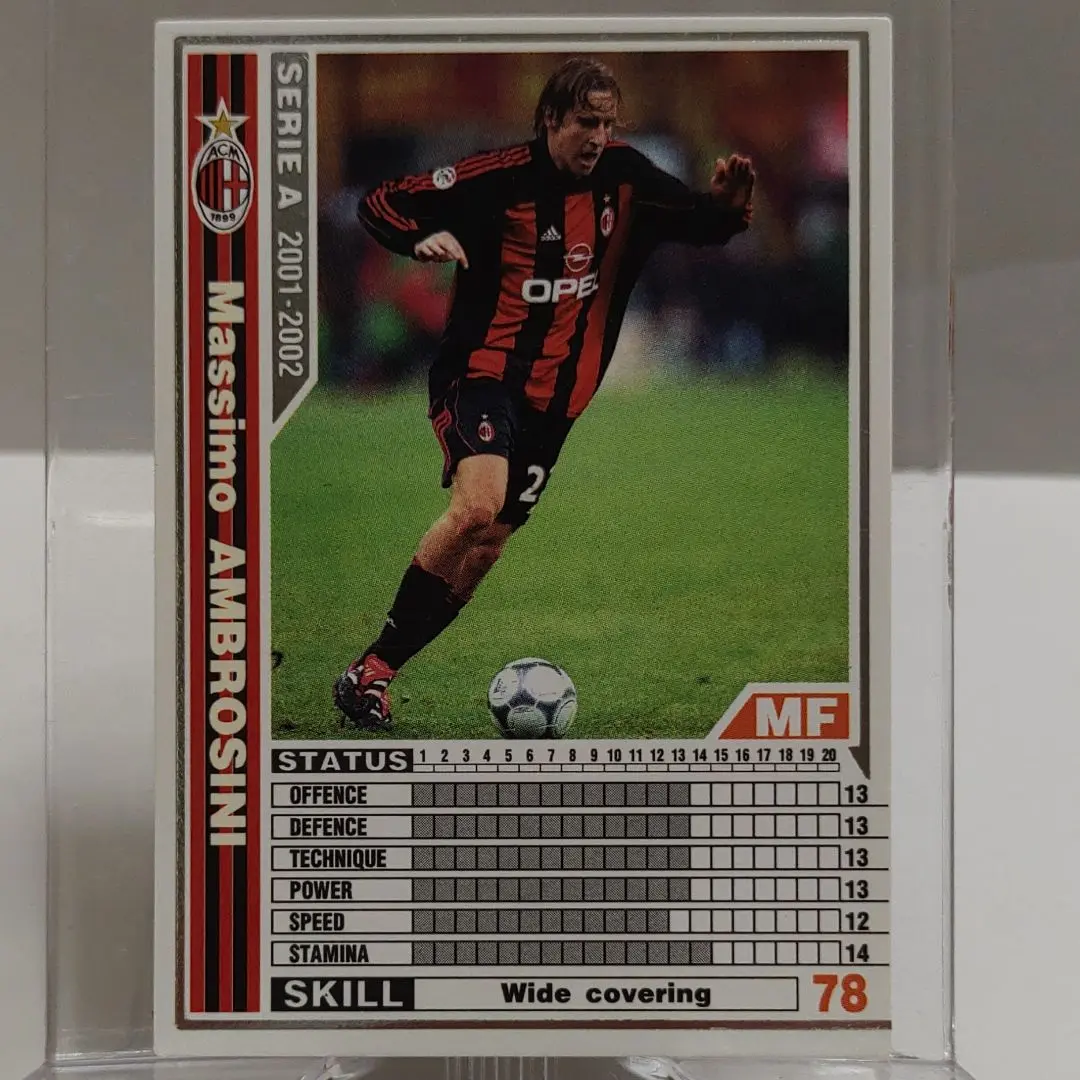 ACM
1899
Massimo AMBROSINI
SERIE A 2001-2002
adidas
OPEL
2
MF
STATUS 1 2 3 4 5 6 7 8 9 10 11 12 13 14 15 16 17 18 19 20
OFFENCE 13
DEFENCE 13
TECHNIQUE 13
POWER 13
SPEED 12
STAMINA 14
SKILL Wide covering 78